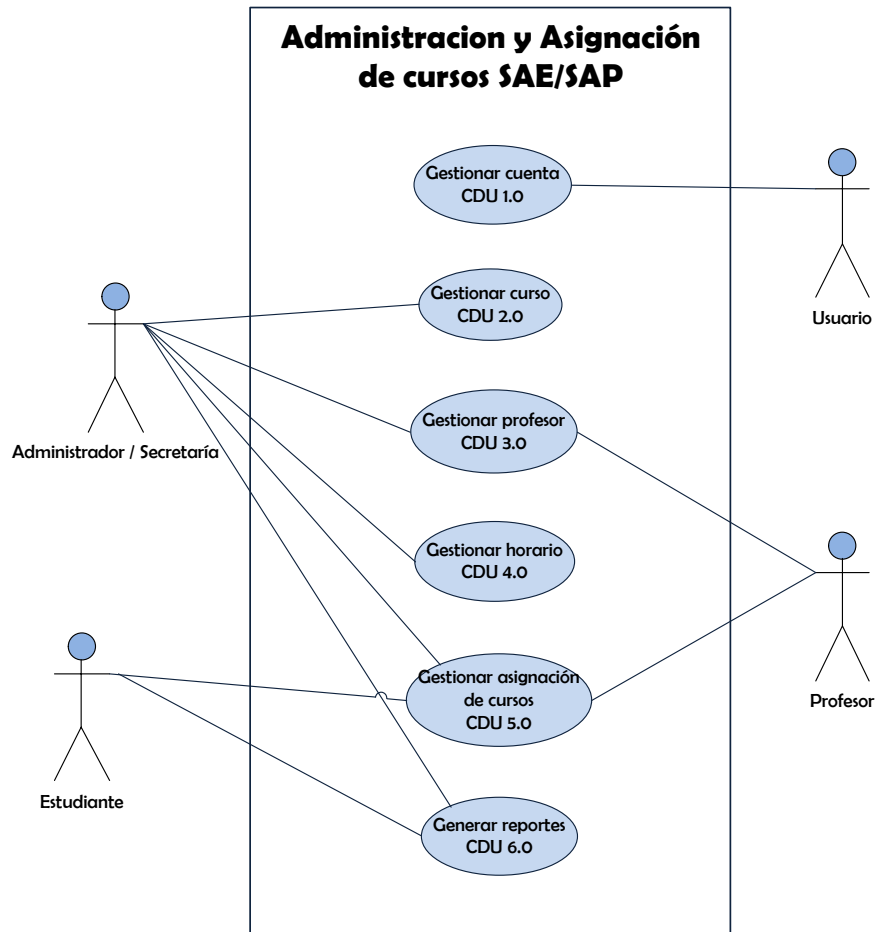 Administracion y Asignación
de cursos SAE/SAP
Gestionar cuenta
CDU 1.0
Usuario
Gestionar curso
CDU 2.0
Administrador / Secretaría
Gestionar profesor
CDU 3.0
Gestionar horario
CDU 4.0
Profesor
Gestionar asignación
de cursos
CDU 5.0
Estudiante
Generar reportes
CDU 6.0